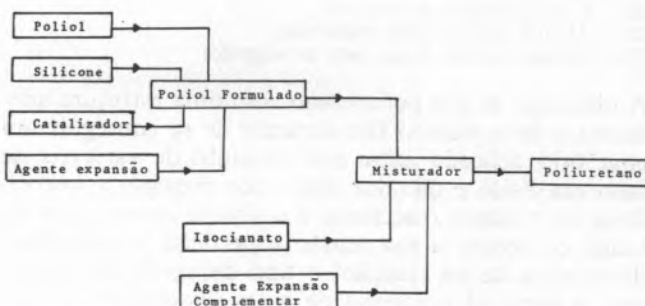 Poliol
Silicone
Poliol Formulado
Catalizador
Agente expansão
Misturador
Poliuretano
Isocianato
Agente Expansão
Complementar